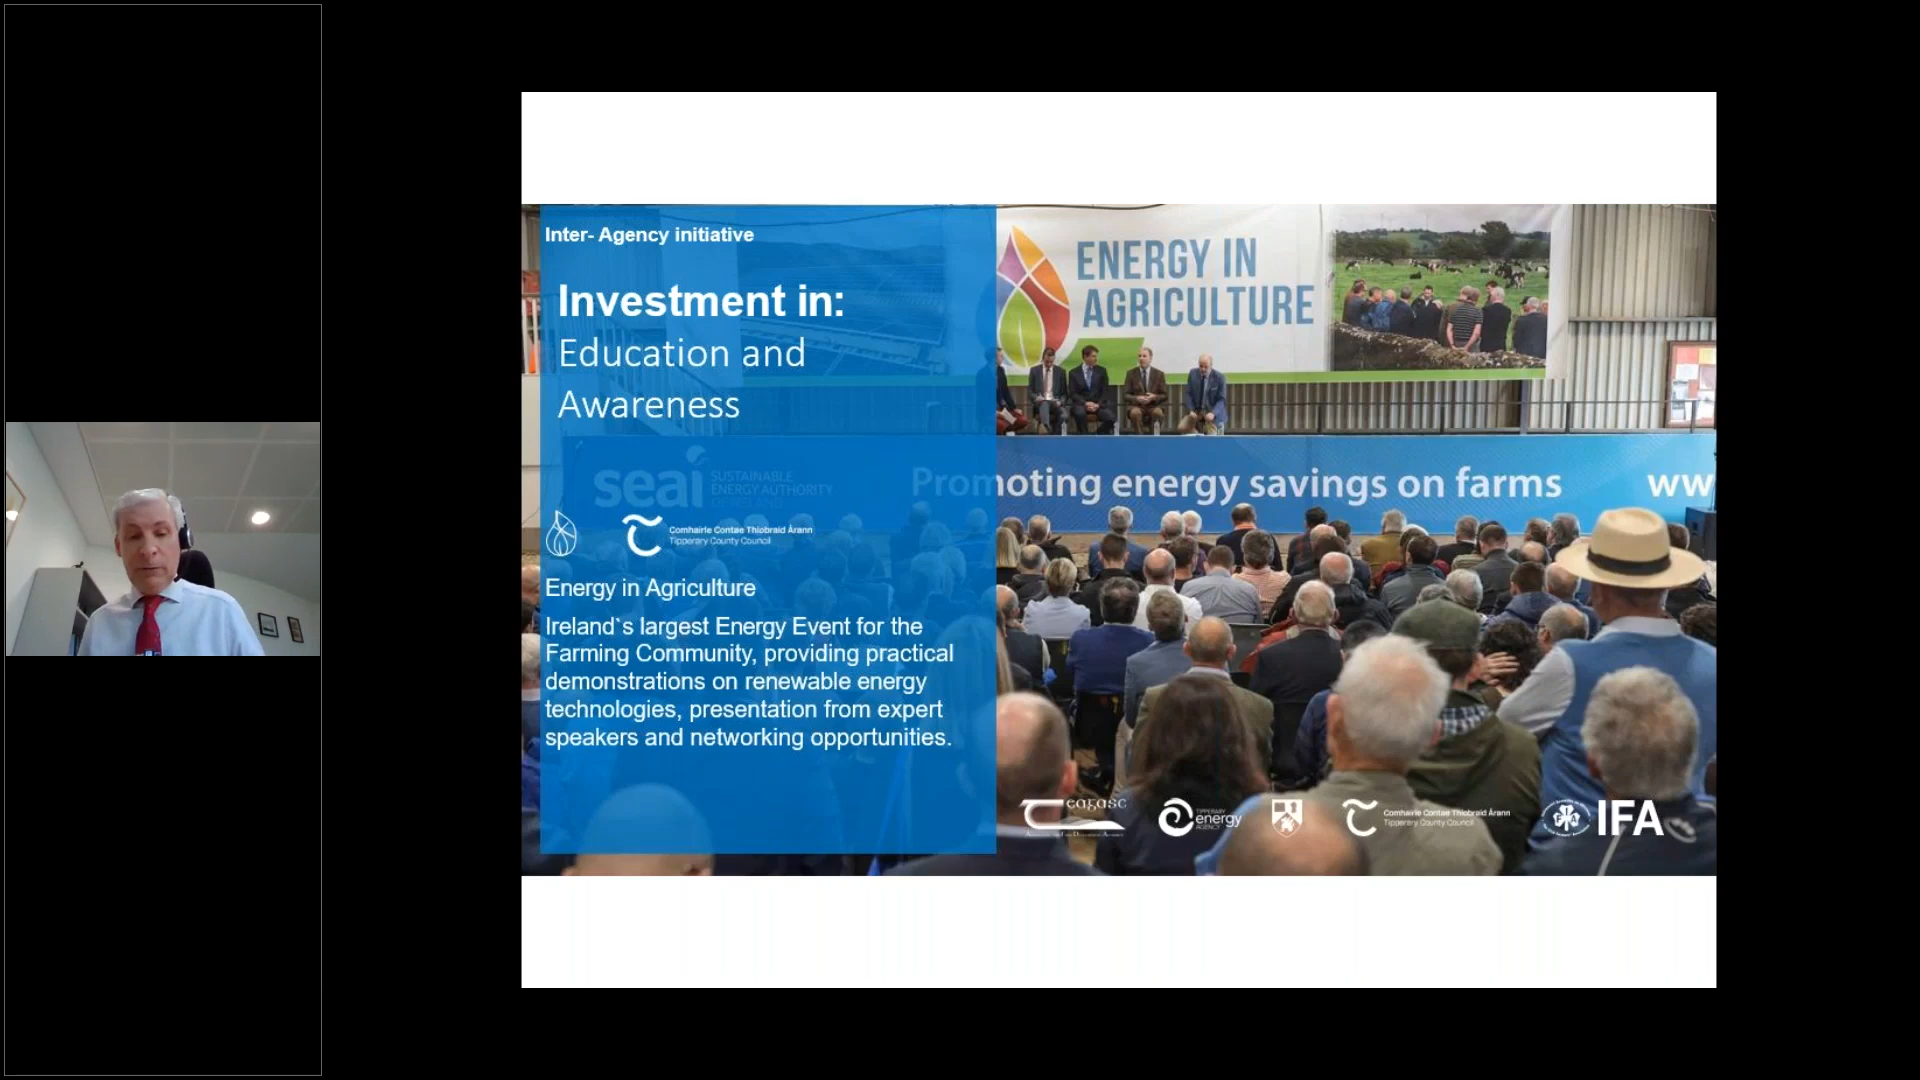 Inter- Agency initiative
Investment in:
Education and
Awareness
ENERGY IN
AGRICULTURE
seai SUSTAINABLE
ENERGY AUTHORITY
Promoting energy savings on farms
ww
Comhairle Contae Thiobraid Árann
Tipperary County Council
Energy in Agriculture
Ireland`s largest Energy Event for the
Farming Community, providing practical
demonstrations on renewable energy
technologies, presentation from expert
speakers and networking opportunities.
eagasc
TIPPERARY
energy
AGENCY
Comhairle Contae Thiobraid Árann
Tipperary County Council
IFA